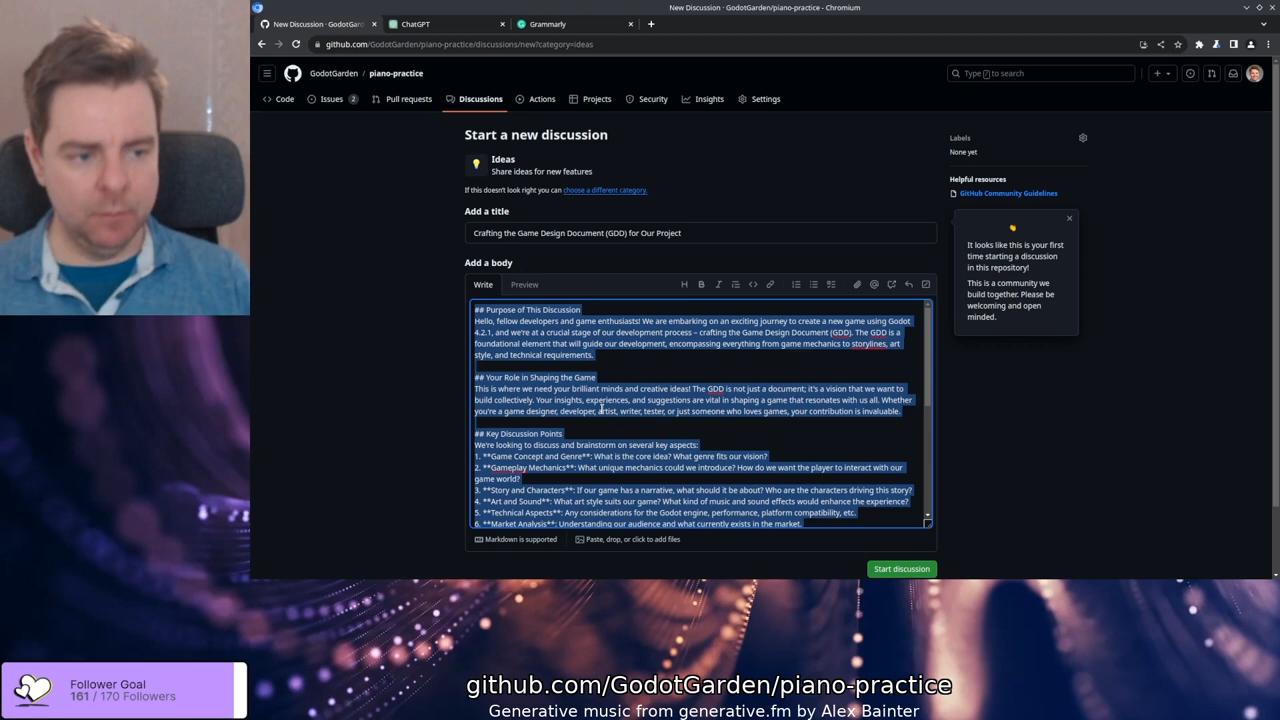 New Discussion · GodotGarden/piano-practice - Chromium
New Discussion · GodotGar
ChatGPT
Grammarly
github.com/GodotGarden/piano-practice/discussions/new?category=ideas
GodotGarden / piano-practice
Type / to search
Code
Issues 2
Pull requests
Discussions
Actions
Projects
Security
Insights
Settings
Start a new discussion
Ideas
Share ideas for new features
If this doesn't look right you can choose a different category.
Add a title
Crafting the Game Design Document (GDD) for Our Project
Add a body
Write
Preview
## Purpose of This Discussion
Hello, fellow developers and game enthusiasts! We are embarking on an exciting journey to create a new game using Godot
4.2.1, and we're at a crucial stage of our development process – crafting the Game Design Document (GDD). The GDD is a
foundational element that will guide our development, encompassing everything from game mechanics to storylines, art
style, and technical requirements.
## Your Role in Shaping the Game
This is where we need your brilliant minds and creative ideas! The GDD is not just a document; it's a vision that we want to
build collectively. Your insights, experiences, and suggestions are vital in shaping a game that resonates with us all. Whether
you're a game designer, developer, artist, writer, tester, or just someone who loves games, your contribution is invaluable.
## Key Discussion Points
We're looking to discuss and brainstorm on several key aspects:
1. **Game Concept and Genre**: What is the core idea? What genre fits our vision?
2. **Gameplay Mechanics**: What unique mechanics could we introduce? How do we want the player to interact with our
game world?
3. **Story and Characters**: If our game has a narrative, what should it be about? Who are the characters driving this story?
4. **Art and Sound**: What art style suits our game? What kind of music and sound effects would enhance the experience?
5. **Technical Aspects**: Any considerations for the Godot engine, performance, platform compatibility, etc.
6. **Market Analysis**: Understanding our audience and what currently exists in the market.
Markdown is supported
Paste, drop, or click to add files
Start discussion
Labels
None yet
Helpful resources
GitHub Community Guidelines
It looks like this is your first
time starting a discussion
in this repository!
This is a community we
build together. Please be
welcoming and open
minded.
Follower Goal
161 / 170 Followers
github.com/GodotGarden/piano-practice
Generative music from generative.fm by Alex Bainter